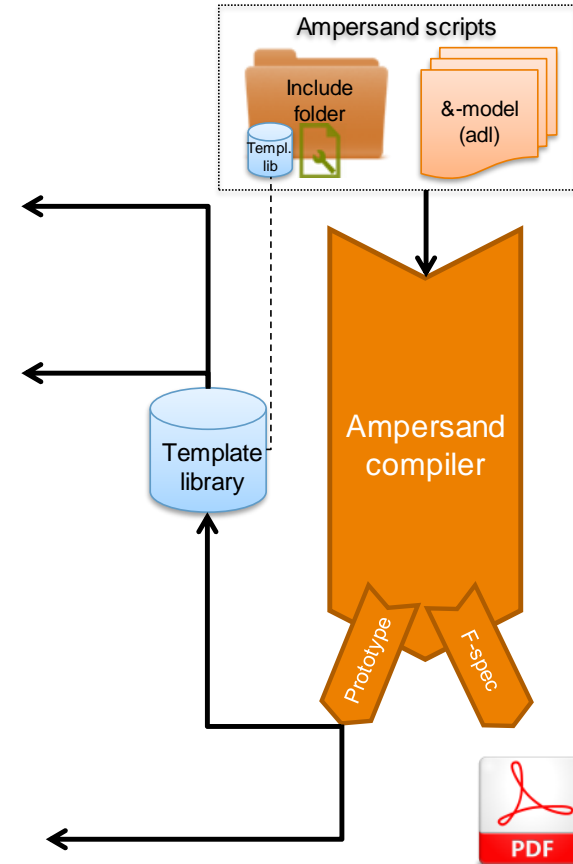 Ampersand scripts
Include
folder
Templ.
lib
&-model
(adl)
Ampersand
compiler
Template
library
Prototype
F-spec
PDF